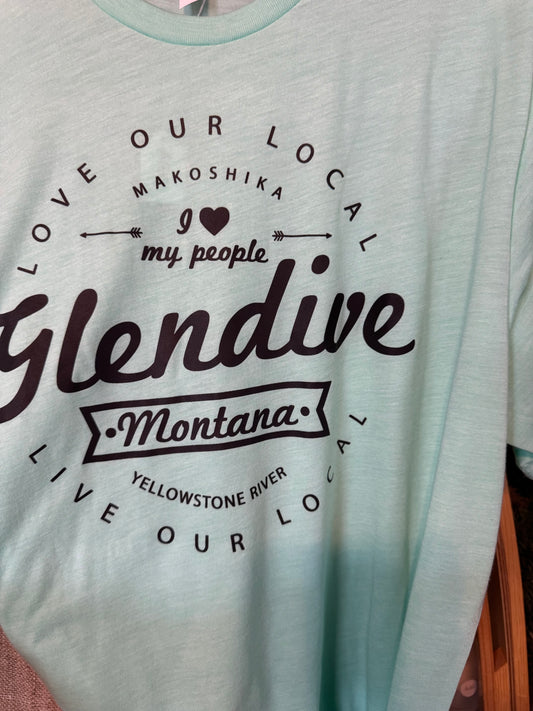 LOVE OUR LOCAL
MAKOSHIKA
I ♥
my people
Glendive
Montana
YELLOWSTONE RIVER
LIVE OUR LOCAL